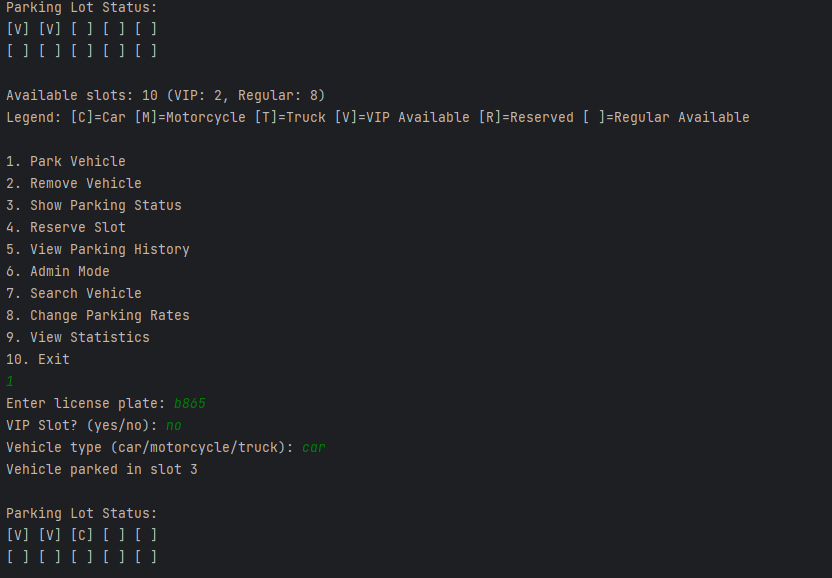 Parking Lot Status:
[V] [V] [ ] [ ] [ ]
[ ] [ ] [ ] [ ] [ ]
Available slots: 10 (VIP: 2, Regular: 8)
Legend: [C]=Car [M]=Motorcycle [T]=Truck [V]=VIP Available [R]=Reserved [ ]=Regular Available
1. Park Vehicle
2. Remove Vehicle
3. Show Parking Status
4. Reserve Slot
5. View Parking History
6. Admin Mode
7. Search Vehicle
8. Change Parking Rates
9. View Statistics
10. Exit
1
Enter license plate: b865
VIP Slot? (yes/no): no
Vehicle type (car/motorcycle/truck): car
Vehicle parked in slot 3
Parking Lot Status:
[V] [V] [C] [ ] [ ]
[ ] [ ] [ ] [ ] [ ]